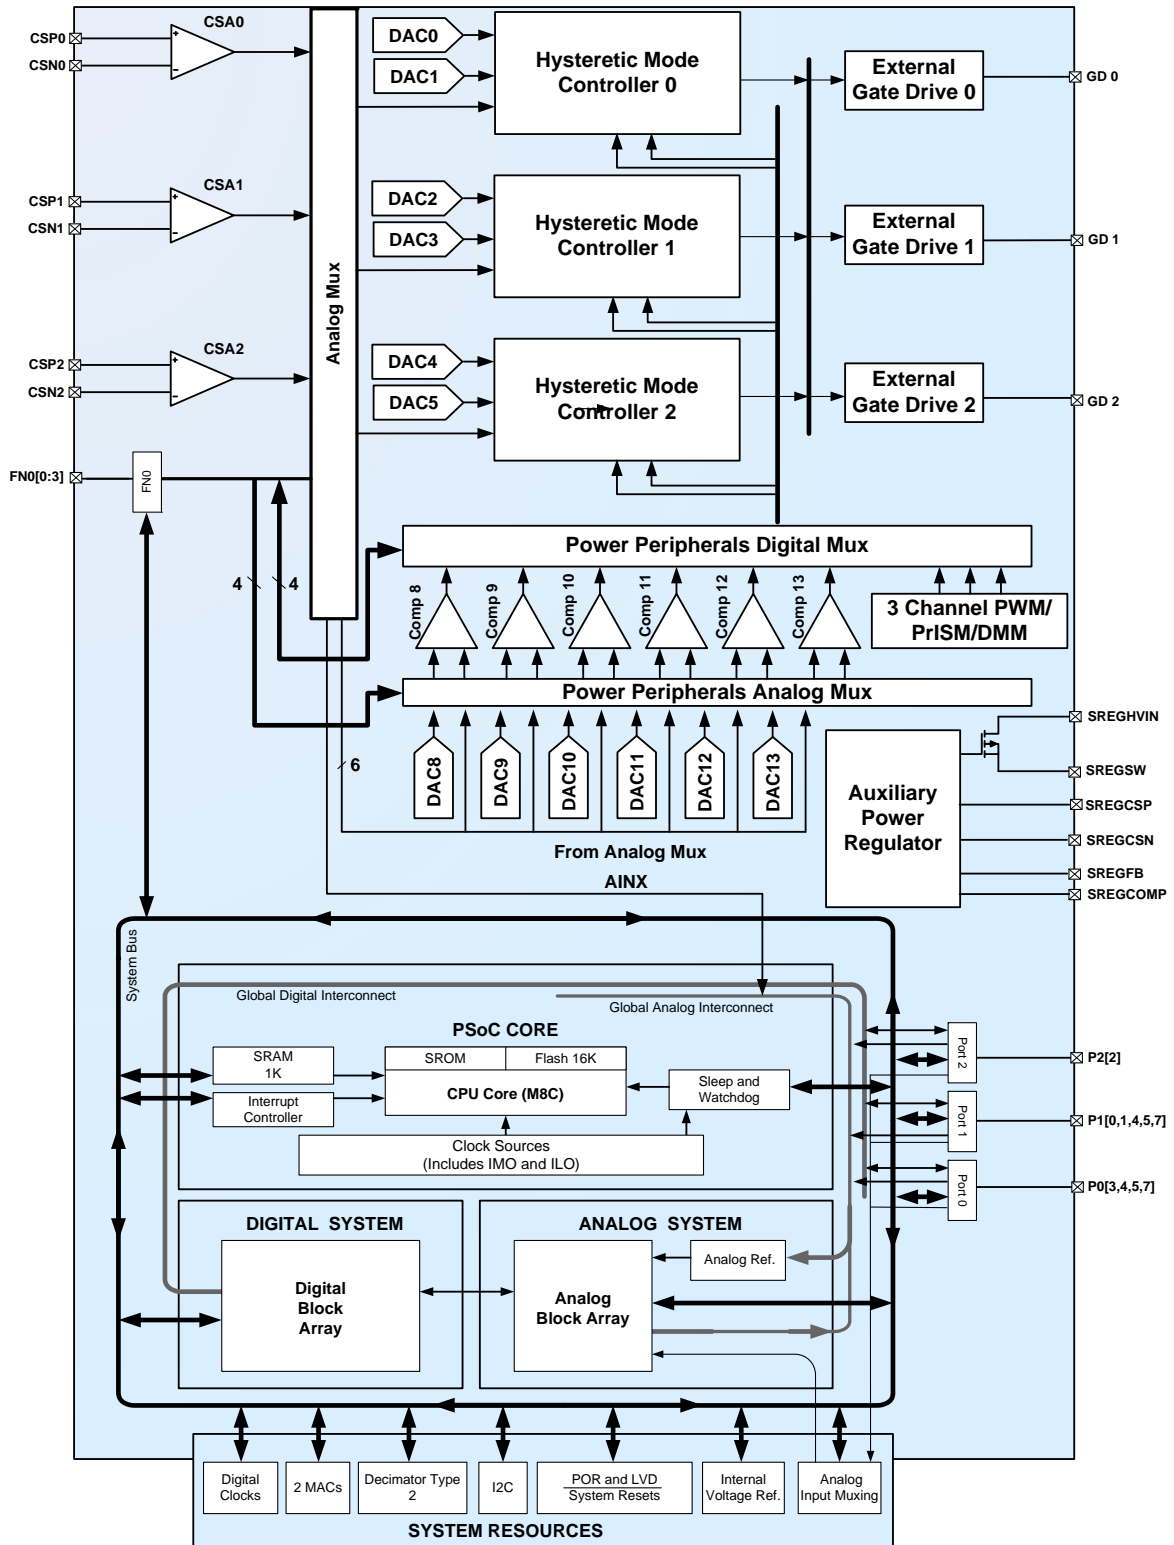 CSA0
CSP0
CSN0
DAC0
DAC1
Hysteretic Mode
Controller 0
External
Gate Drive 0
GD 0
CSA1
CSP1
CSN1
DAC2
DAC3
Hysteretic Mode
Controller 1
External
Gate Drive 1
GD 1
Analog Mux
CSA2
CSP2
CSN2
DAC4
DAC5
Hysteretic Mode
Controller 2
External
Gate Drive 2
GD 2
FN0[0:3]
FN0
4
4
Power Peripherals Digital Mux
Comp 8
Comp 9
Comp 10
Comp 11
Comp 12
Comp 13
3 Channel PWM/
PrISM/DMM
Power Peripherals Analog Mux
DAC8
DAC9
DAC10
DAC11
DAC12
DAC13
6
From Analog Mux
AINX
Auxiliary
Power
Regulator
SREGHVIN
SREGSW
SREGCSP
SREGCSN
SREGFB
SREGCOMP
System Bus
Global Digital Interconnect
Global Analog Interconnect
PSoC CORE
SRAM
1K
SROM
Flash 16K
CPU Core (M8C)
Interrupt
Controller
Sleep and
Watchdog
Clock Sources
(Includes IMO and ILO)
Port 2
P2[2]
Port 1
P1[0,1,4,5,7]
Port 0
P0[3,4,5,7]
DIGITAL SYSTEM
Digital
Block
Array
ANALOG SYSTEM
Analog
Block Array
Analog Ref.
Digital
Clocks
2 MACs
Decimator Type
2
I2C
POR and LVD
System Resets
Internal
Voltage Ref.
Analog
Input Muxing
SYSTEM RESOURCES